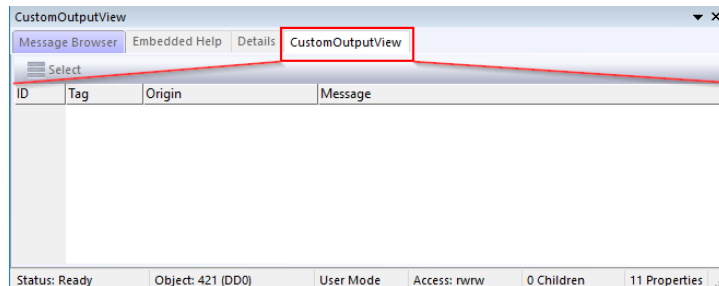 CustomOutputView
Message Browser Embedded Help Details CustomOutputView
Select
ID Tag Origin Message
Status: Ready Object: 421 (DD0) User Mode Access: rwrw 0 Children 11 Properties